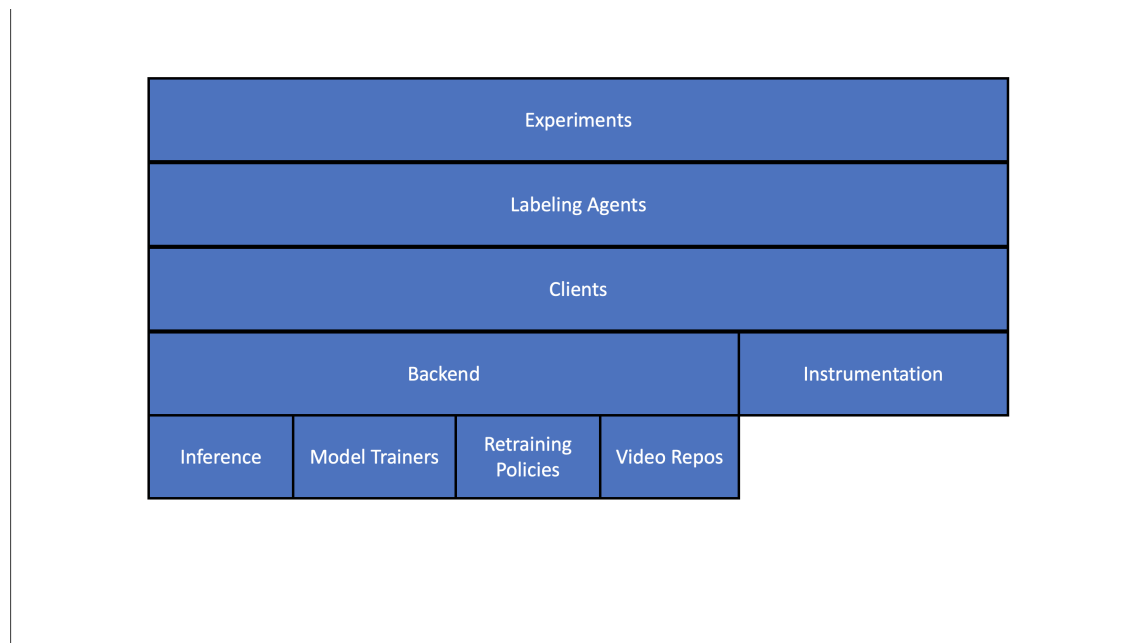 Experiments
Labeling Agents
Clients
Backend
Instrumentation
Inference
Model Trainers
Retraining
Policies
Video Repos